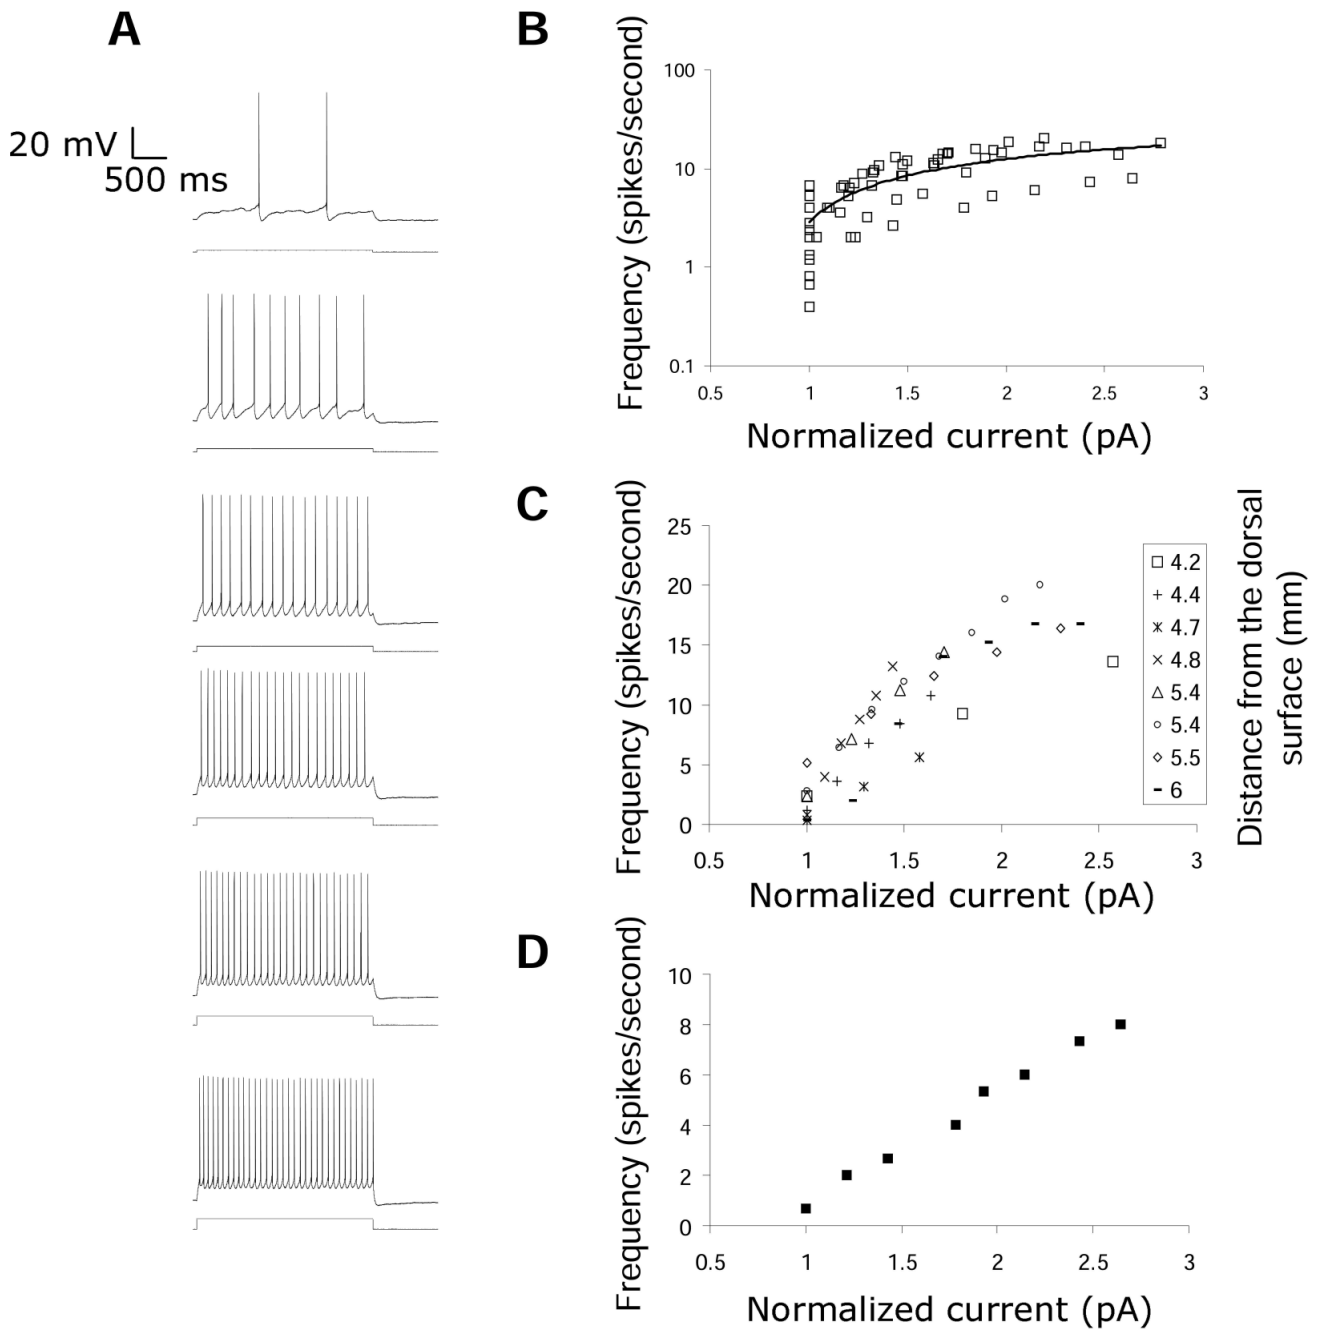 A
20 mV
500 ms
B
Frequency (spikes/second)
100
10
1
0.1
0.5 1 1.5 2 2.5 3
Normalized current (pA)
C
Frequency (spikes/second)
25
20
15
10
5
0
0.5 1 1.5 2 2.5 3
Normalized current (pA)
4.2
4.4
4.7
4.8
5.4
5.4
5.5
6
Distance from the dorsal
surface (mm)
D
Frequency (spikes/second)
10
8
6
4
2
0
0.5 1 1.5 2 2.5 3
Normalized current (pA)